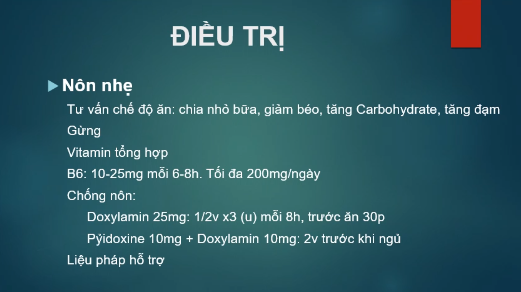 ĐIỀU TRỊ
Nôn nhẹ
Tư vấn chế độ ăn: chia nhỏ bữa, giảm béo, tăng Carbohydrate, tăng đạm
Gừng
Vitamin tổng hợp
B6: 10-25mg mỗi 6-8h. Tối đa 200mg/ngày
Chống nôn:
Doxylamin 25mg: 1/2v x3 (u) mỗi 8h, trước ăn 30p
Pýidoxine 10mg + Doxylamin 10mg: 2v trước khi ngủ
Liệu pháp hỗ trợ